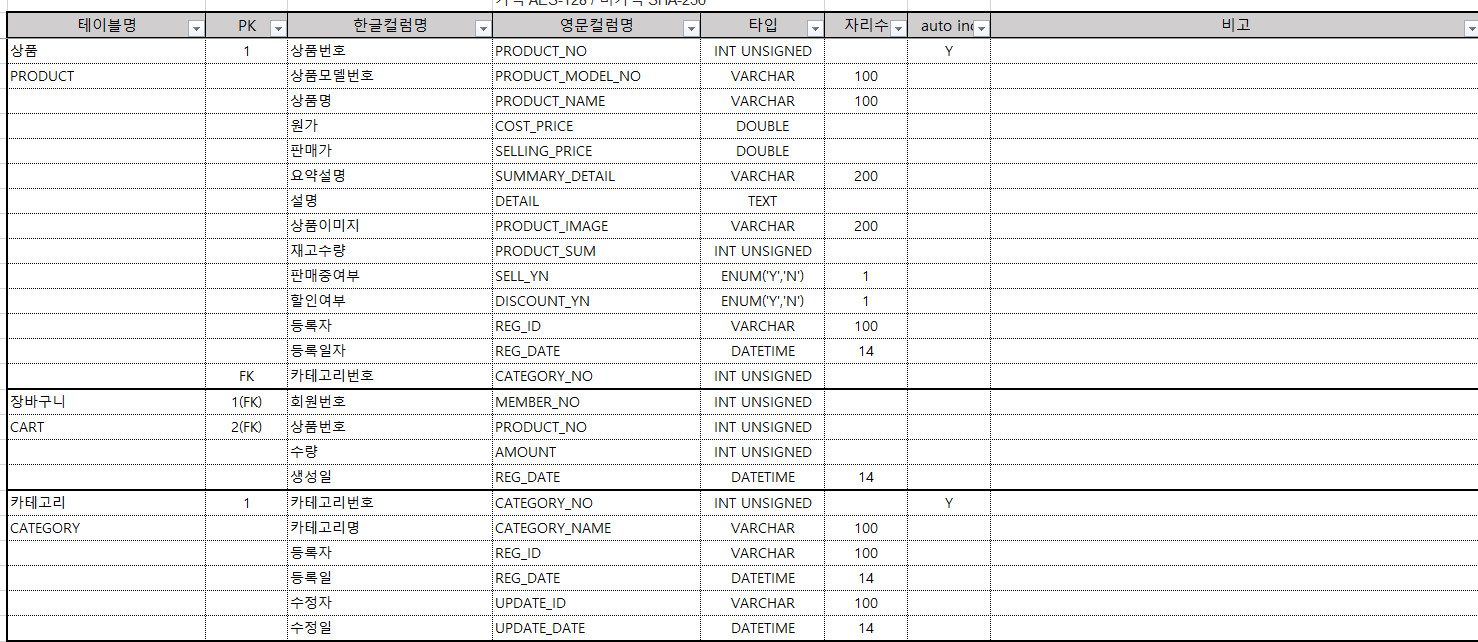 테이블명 PK 한글컬럼명 영문컬럼명 타입 자리수 auto inc 비고
상품 1 상품번호 PRODUCT_NO INT UNSIGNED Y
PRODUCT 상품모델번호 PRODUCT_MODEL_NO VARCHAR 100
상품명 PRODUCT_NAME VARCHAR 100
원가 COST_PRICE DOUBLE
판매가 SELLING_PRICE DOUBLE
요약설명 SUMMARY_DETAIL VARCHAR 200
설명 DETAIL TEXT
상품이미지 PRODUCT_IMAGE VARCHAR 200
재고수량 PRODUCT_SUM INT UNSIGNED
판매중여부 SELL_YN ENUM('Y','N') 1
할인여부 DISCOUNT_YN ENUM('Y','N') 1
등록자 REG_ID VARCHAR 100
등록일자 REG_DATE DATETIME 14
FK 카테고리번호 CATEGORY_NO INT UNSIGNED
장바구니 1(FK) 회원번호 MEMBER_NO INT UNSIGNED
CART 2(FK) 상품번호 PRODUCT_NO INT UNSIGNED
수량 AMOUNT INT UNSIGNED
생성일 REG_DATE DATETIME 14
카테고리 1 카테고리번호 CATEGORY_NO INT UNSIGNED Y
CATEGORY 카테고리명 CATEGORY_NAME VARCHAR 100
등록자 REG_ID VARCHAR 100
등록일 REG_DATE DATETIME 14
수정자 UPDATE_ID VARCHAR 100
수정일 UPDATE_DATE DATETIME 14